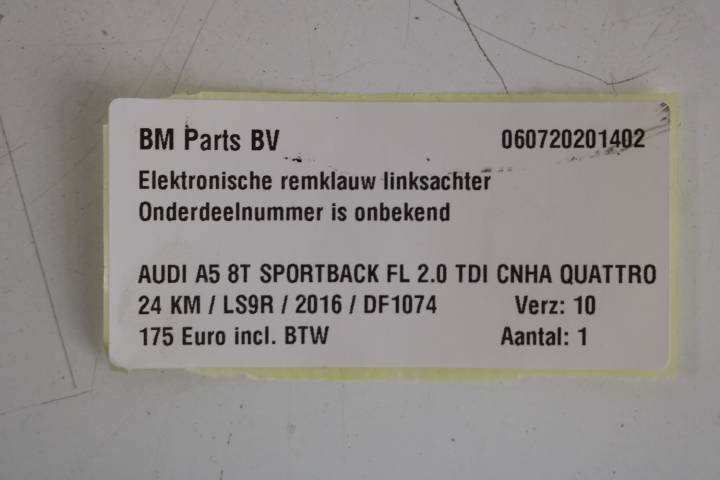 BM Parts BV 060720201402
Elektronische remklauw linksachter
Onderdeelnummer is onbekend
AUDI A5 8T SPORTBACK FL 2.0 TDI CNHA QUATTRO
24 KM / LS9R / 2016 / DF1074 Verz: 10
175 Euro incl. BTW Aantal: 1